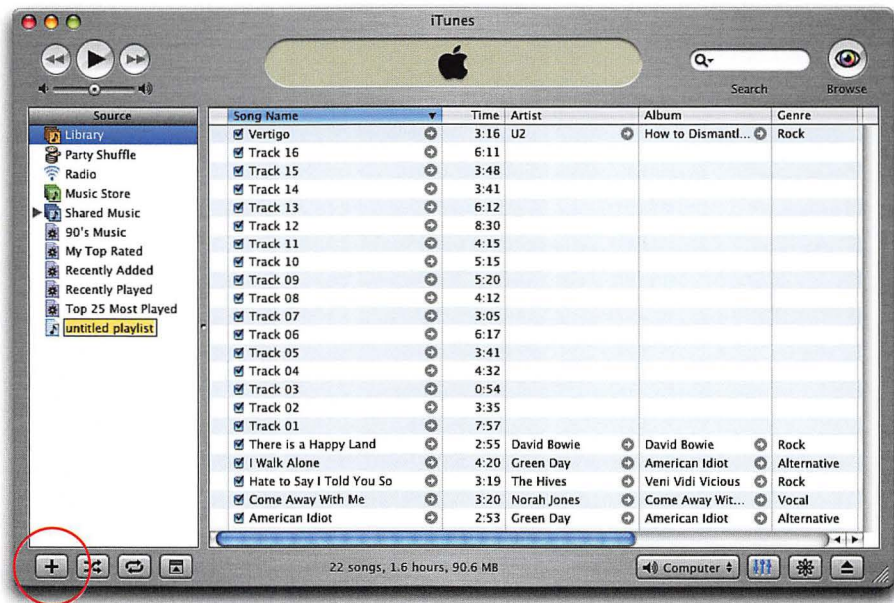 iTunes
Search
Browse
Source
Library
Party Shuffle
Radio
Music Store
Shared Music
90's Music
My Top Rated
Recently Added
Recently Played
Top 25 Most Played
untitled playlist
Song Name Time Artist Album Genre
Vertigo 3:16 U2 How to Dismantl... Rock
Track 16 6:11
Track 15 3:48
Track 14 3:41
Track 13 6:12
Track 12 8:30
Track 11 4:15
Track 10 5:15
Track 09 5:20
Track 08 4:12
Track 07 3:05
Track 06 6:17
Track 05 3:41
Track 04 4:32
Track 03 0:54
Track 02 3:35
Track 01 7:57
There is a Happy Land 2:55 David Bowie David Bowie Rock
I Walk Alone 4:20 Green Day American Idiot Alternative
Hate to Say I Told You So 3:19 The Hives Veni Vidi Vicious Rock
Come Away With Me 3:20 Norah Jones Come Away Wit... Vocal
American Idiot 2:53 Green Day American Idiot Alternative
22 songs, 1.6 hours, 90.6 MB
Computer